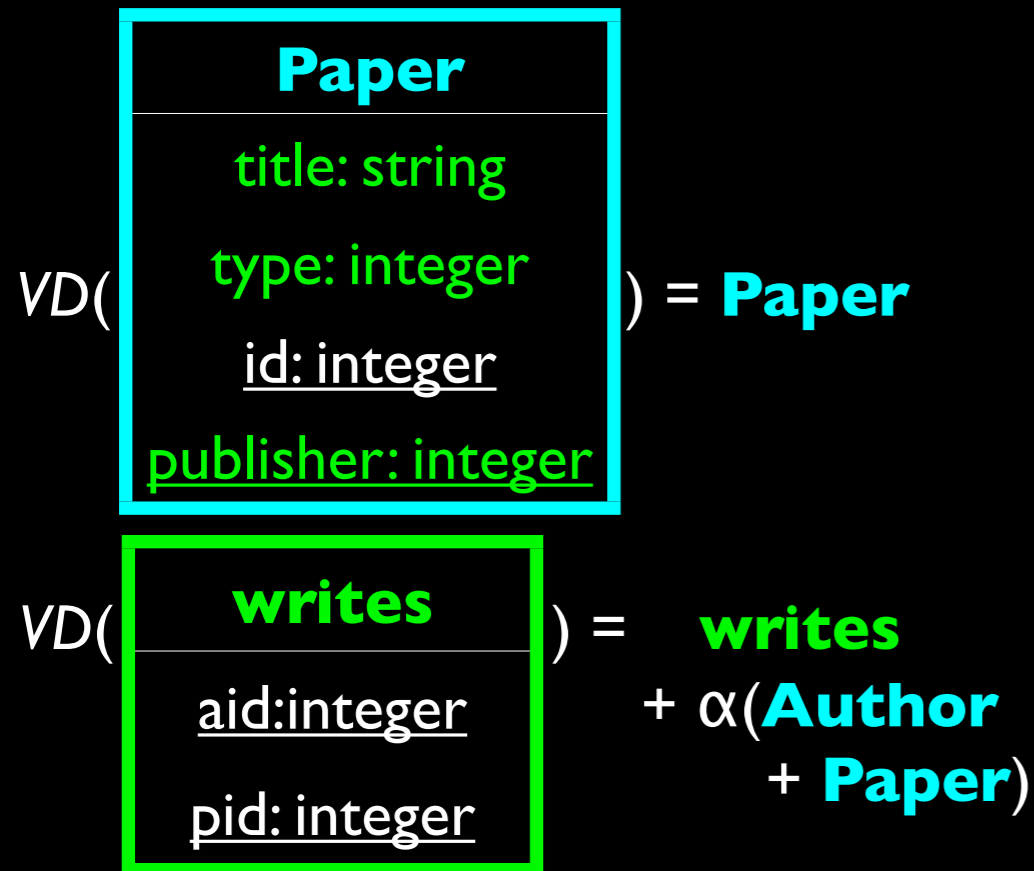 Paper
title: string
type: integer
VD( ) = Paper
id: integer
publisher: integer
writes
VD( ) = writes
aid:integer
+ α(Author
+ Paper)
pid: integer